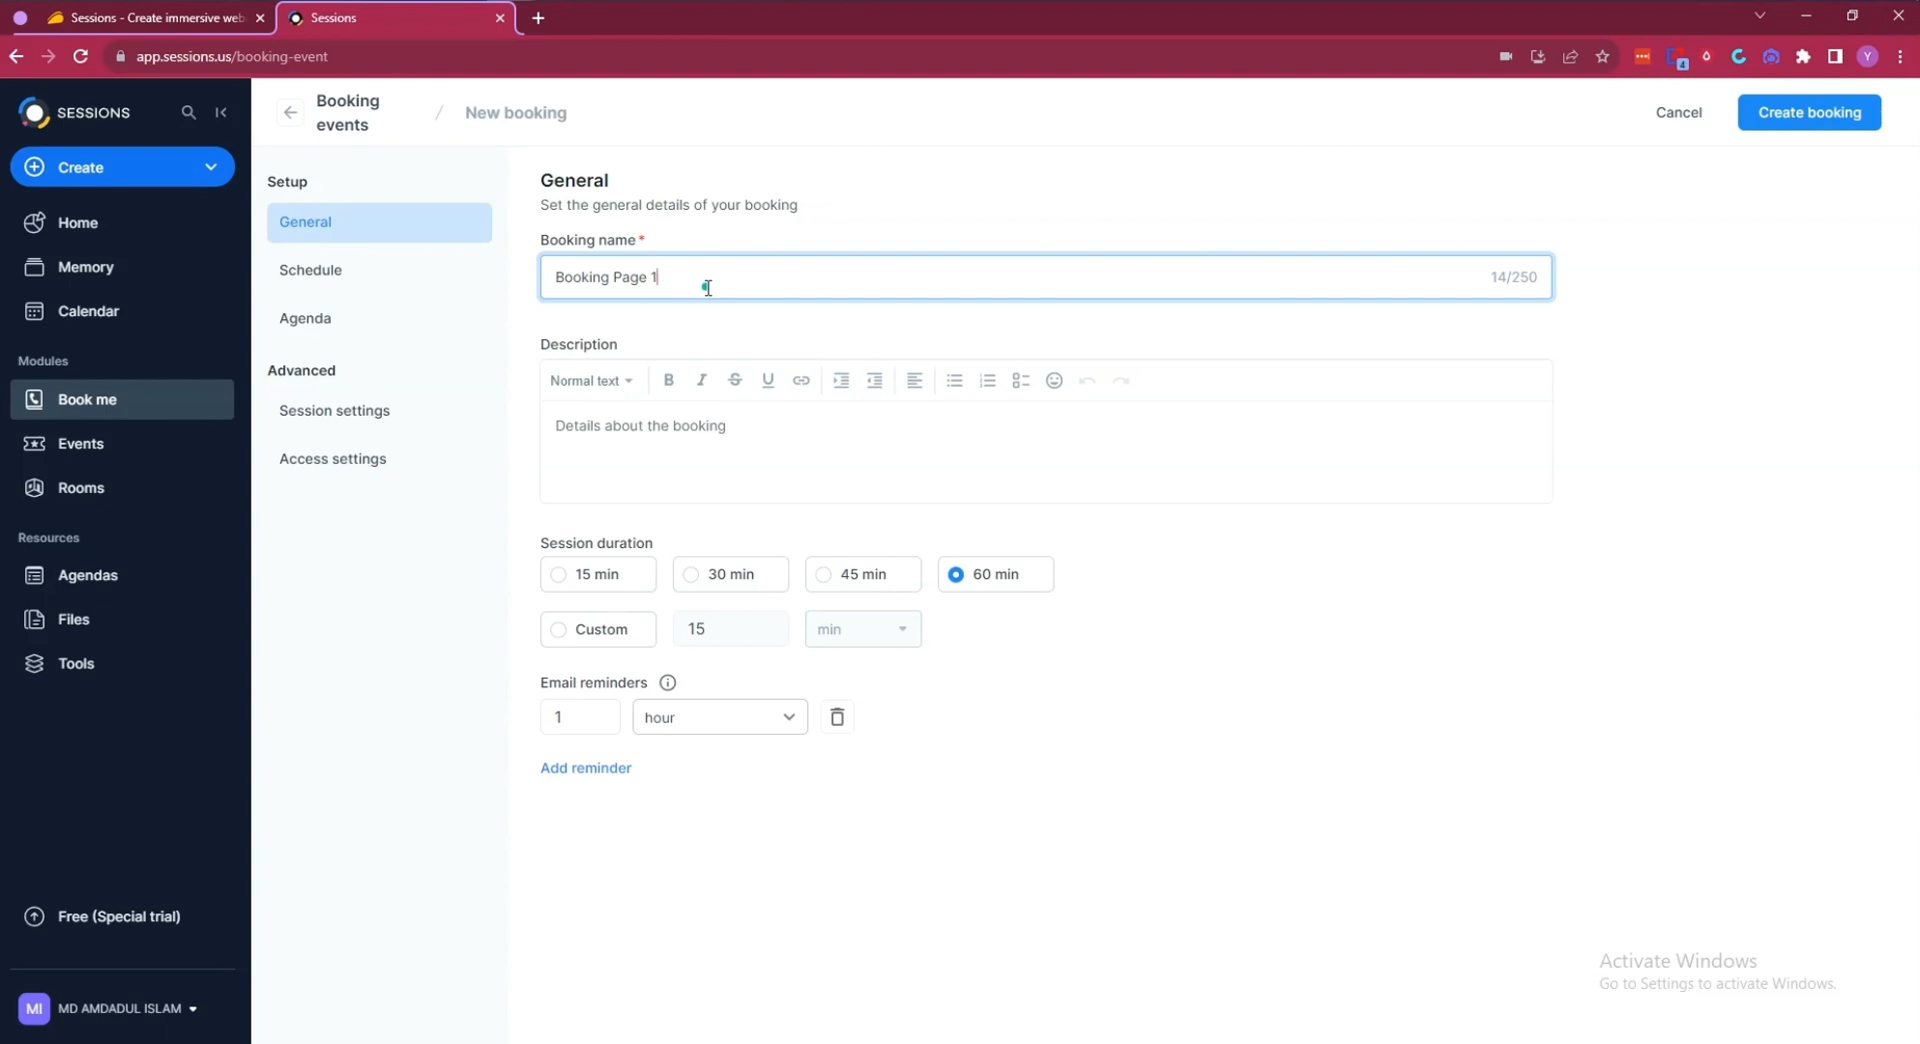 Sessions - Create immersive web
Sessions
app.sessions.us/booking-event
4
Y
SESSIONS
Create
Home
Memory
Calendar
Modules
Book me
Events
Rooms
Resources
Agendas
Files
Tools
Free (Special trial)
MI MD AMDADUL ISLAM
Booking events / New booking
Cancel
Create booking
Setup
General
Schedule
Agenda
Advanced
Session settings
Access settings
General
Set the general details of your booking
Booking name *
Booking Page 1
14/250
Description
Normal text
Details about the booking
Session duration
15 min 30 min 45 min 60 min
Custom 15 min
Email reminders
1 hour
Add reminder
Activate Windows
Go to Settings to activate Windows.